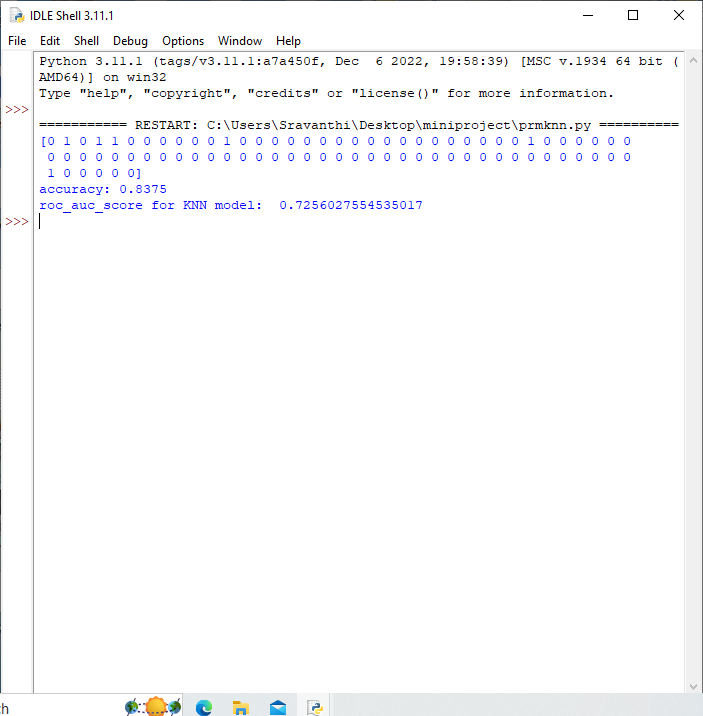 IDLE Shell 3.11.1
File Edit Shell Debug Options Window Help
Python 3.11.1 (tags/v3.11.1:a7a450f, Dec  6 2022, 19:58:39) [MSC v.1934 64 bit (
AMD64)] on win32
Type "help", "copyright", "credits" or "license()" for more information.
>>>
=========== RESTART: C:\Users\Sravanthi\Desktop\miniproject\prmknn.py ==========
[0 1 0 1 1 0 0 0 0 0 0 1 0 0 0 0 0 0 0 0 0 0 0 0 0 0 0 0 0 0 1 0 0 0 0 0 0
 0 0 0 0 0 0 0 0 0 0 0 0 0 0 0 0 0 0 0 0 0 0 0 0 0 0 0 0 0 0 0 0 0 0 0 0 0
 1 0 0 0 0 0]
accuracy: 0.8375
roc_auc_score for KNN model:  0.7256027554535017
>>>
ch